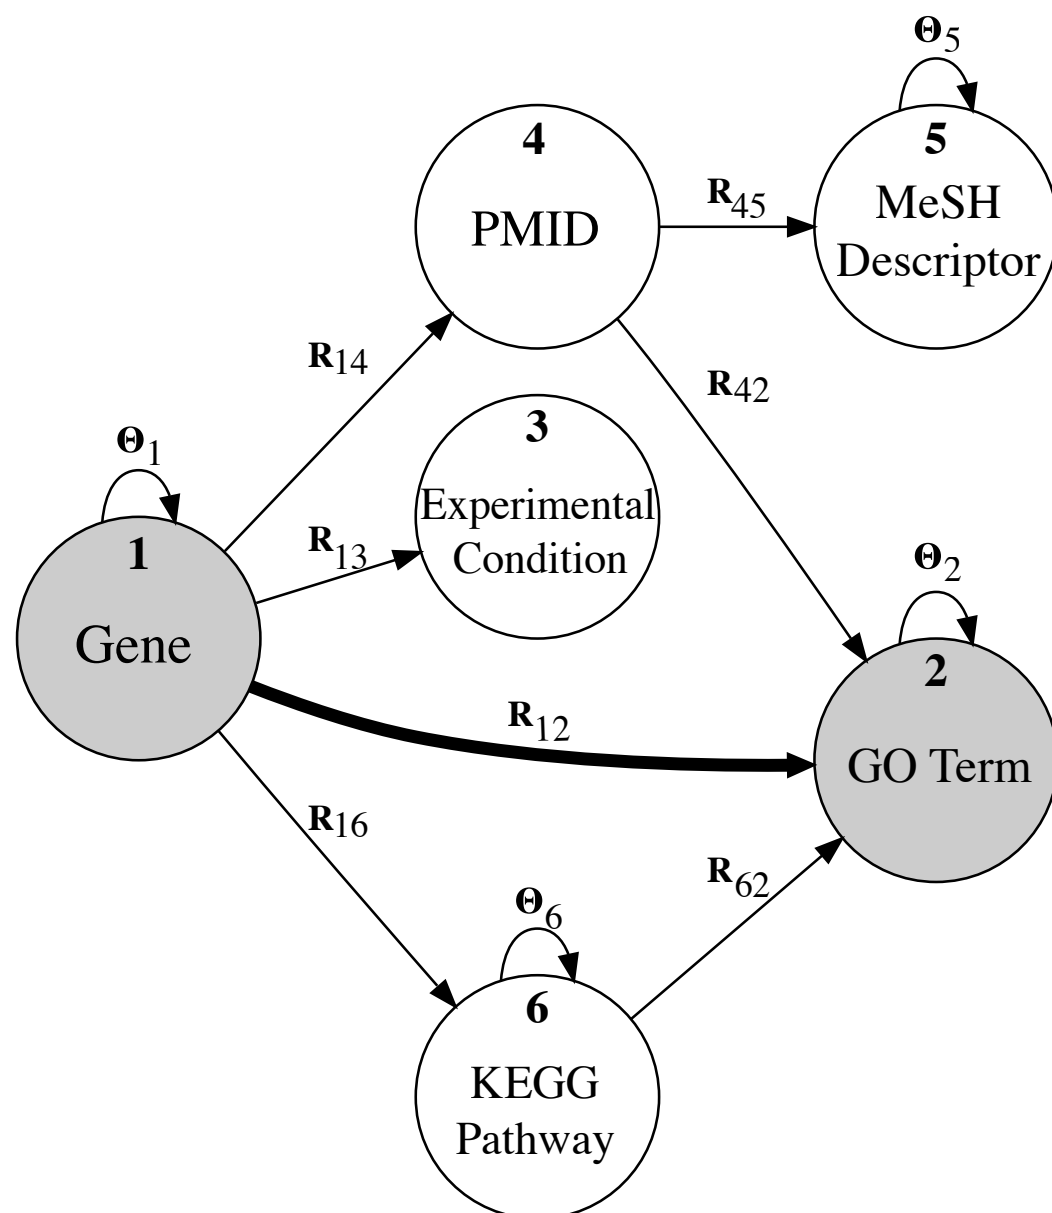 Θ5
4
5
PMID
R45
MeSH
Descriptor
R14
R42
3
Θ1
Experimental
Condition
R13
1
Gene
Θ2
2
GO Term
R12
R16
R62
Θ6
6
KEGG
Pathway